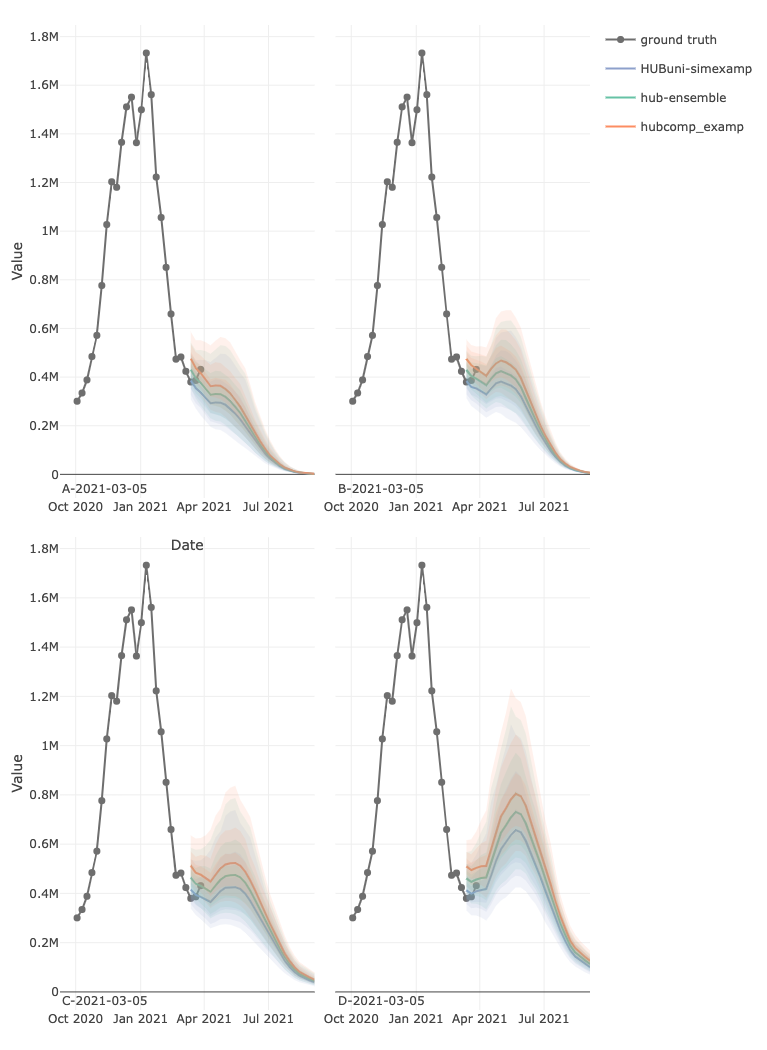 1.8M
1.6M
1.4M
1.2M
1M
0.8M
0.6M
0.4M
0.2M
0
Value
A-2021-03-05
Oct 2020 Jan 2021 Apr 2021 Jul 2021
B-2021-03-05
Oct 2020 Jan 2021 Apr 2021 Jul 2021
ground truth
HUBuni-simexamp
hub-ensemble
hubcomp_examp
Date
1.8M
1.6M
1.4M
1.2M
1M
0.8M
0.6M
0.4M
0.2M
0
Value
C-2021-03-05
Oct 2020 Jan 2021 Apr 2021 Jul 2021
D-2021-03-05
Oct 2020 Jan 2021 Apr 2021 Jul 2021